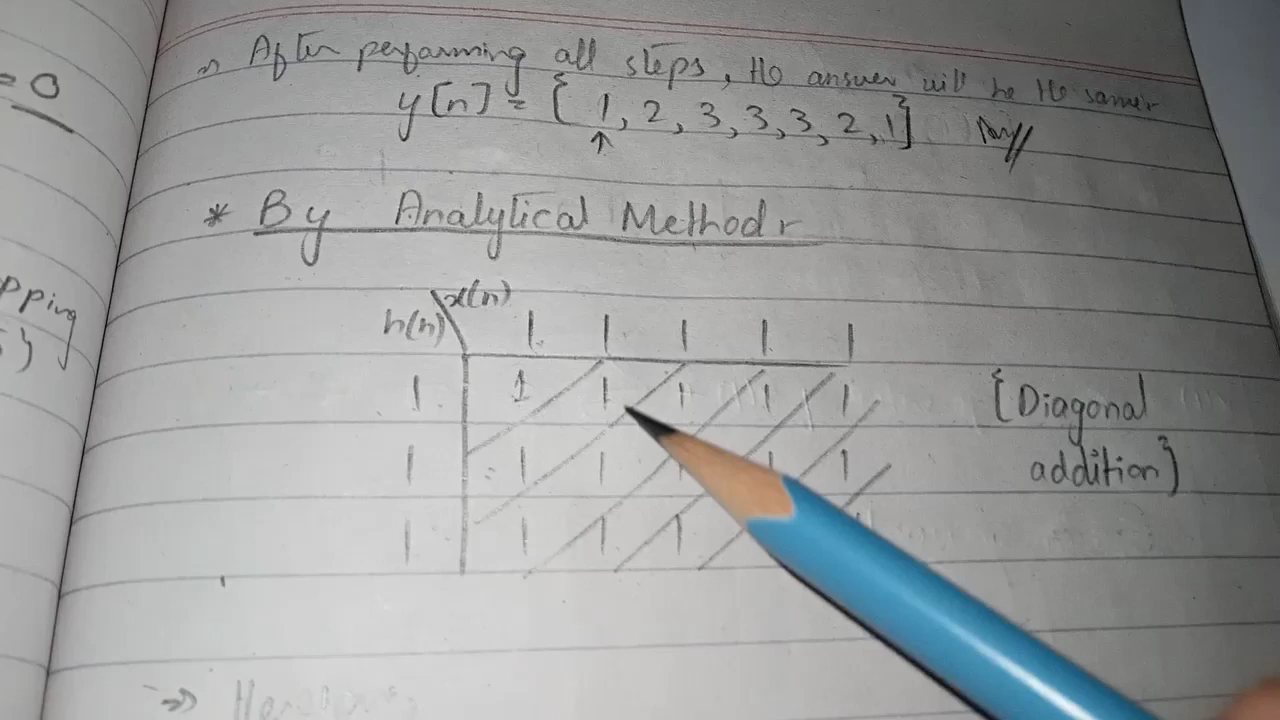 = 0
pping
⇒ After performing all steps, the answer will be the same:
y[n] = { 1, 2, 3, 3, 3, 2, 1 } Ans//
↑
* By Analytical Method:
x(n)
h(n) 1 1 1 1 1
1 1 1 1 1 1 {Diagonal
1 1 1 1 1 addition}
1 1 1 1
⇒